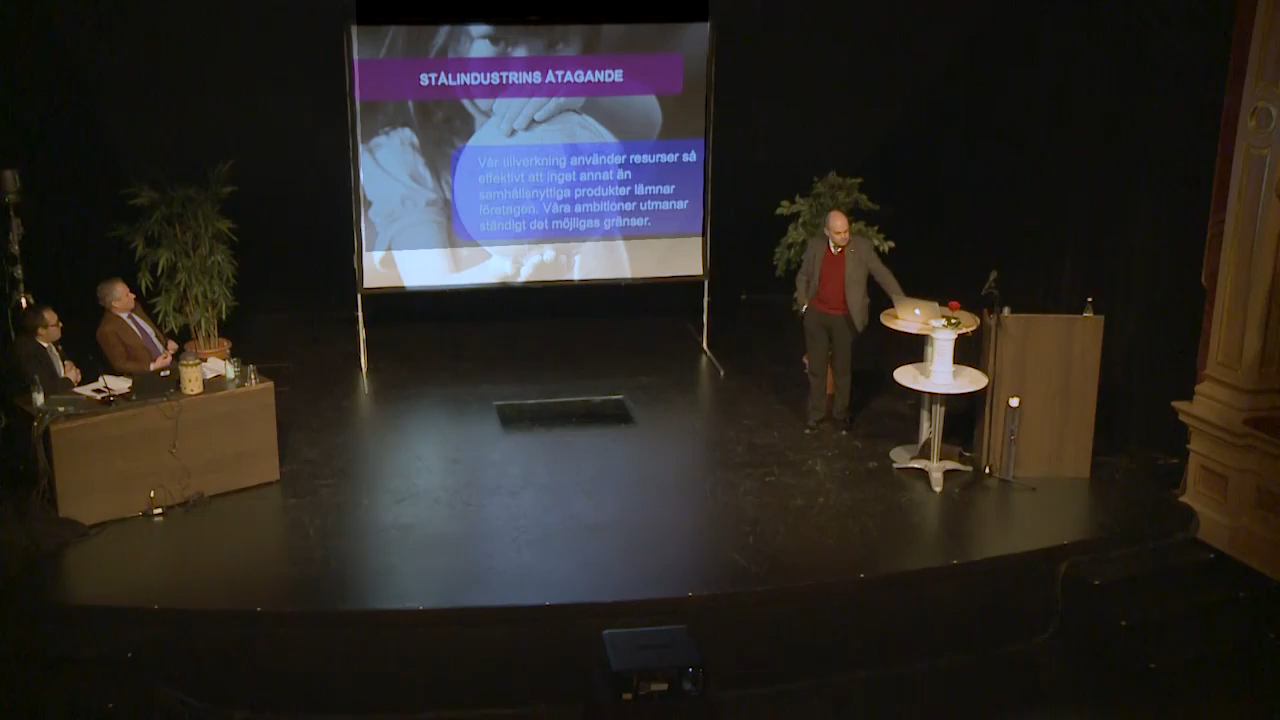 STÅLINDUSTRINS ÅTAGANDE
Vår tillverkning använder resurser så
effektivt att inget annat än
samhällsnyttiga produkter lämnar
företagen. Våra ambitioner utmanar
ständigt det möjligas gränser.